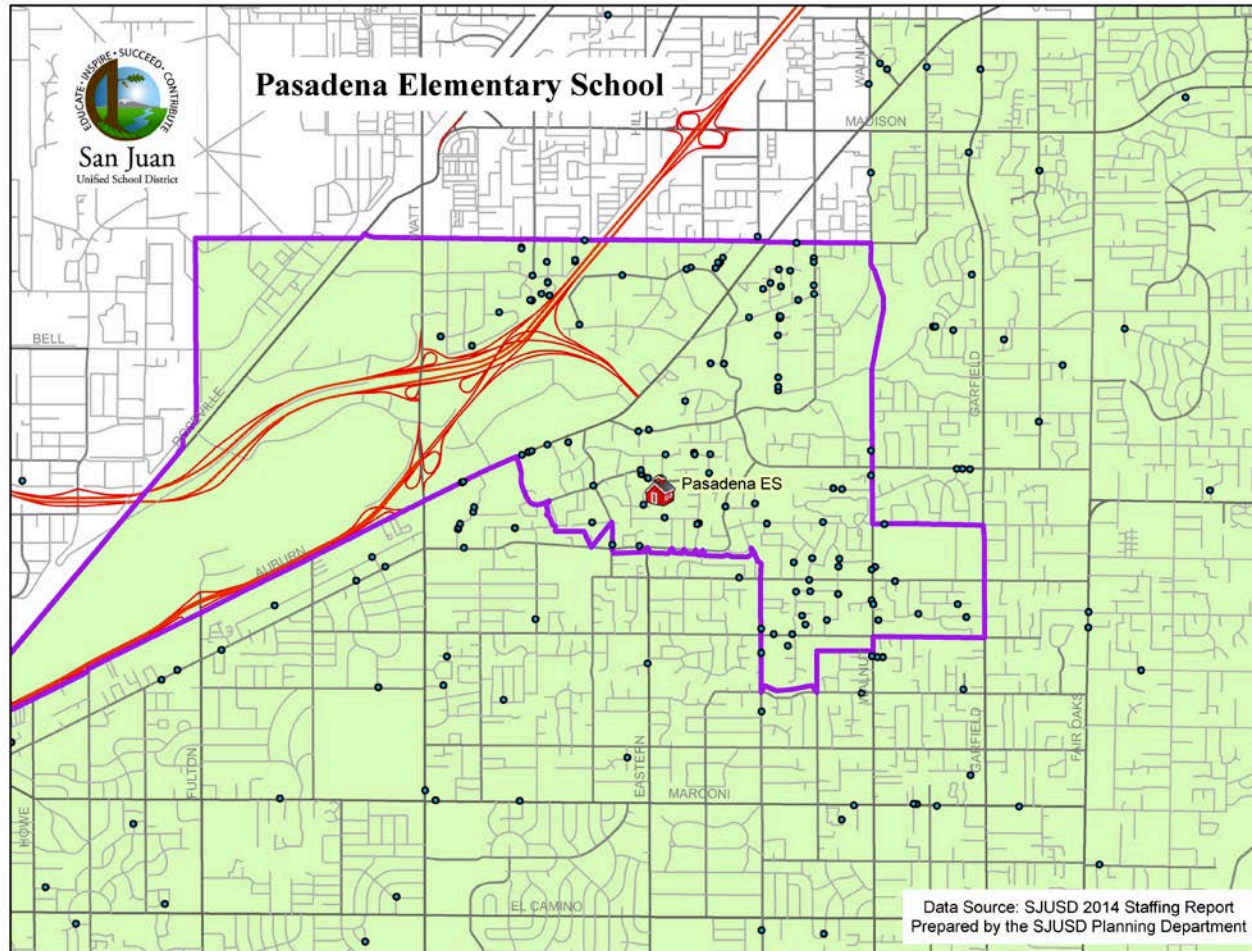 Pasadena Elementary School
EDUCATE • INSPIRE • SUCCEED • CONTRIBUTE
San Juan
Unified School District
WALNUT
HILL
MADISON
WATT
BELL
ROSEVILLE
GARFIELD
Pasadena ES
AUBURN
WALNUT
FULTON
EASTERN
GARFIELD
FAIR OAKS
MARCONI
HOWE
EL CAMINO
Data Source: SJUSD 2014 Staffing Report
Prepared by the SJUSD Planning Department